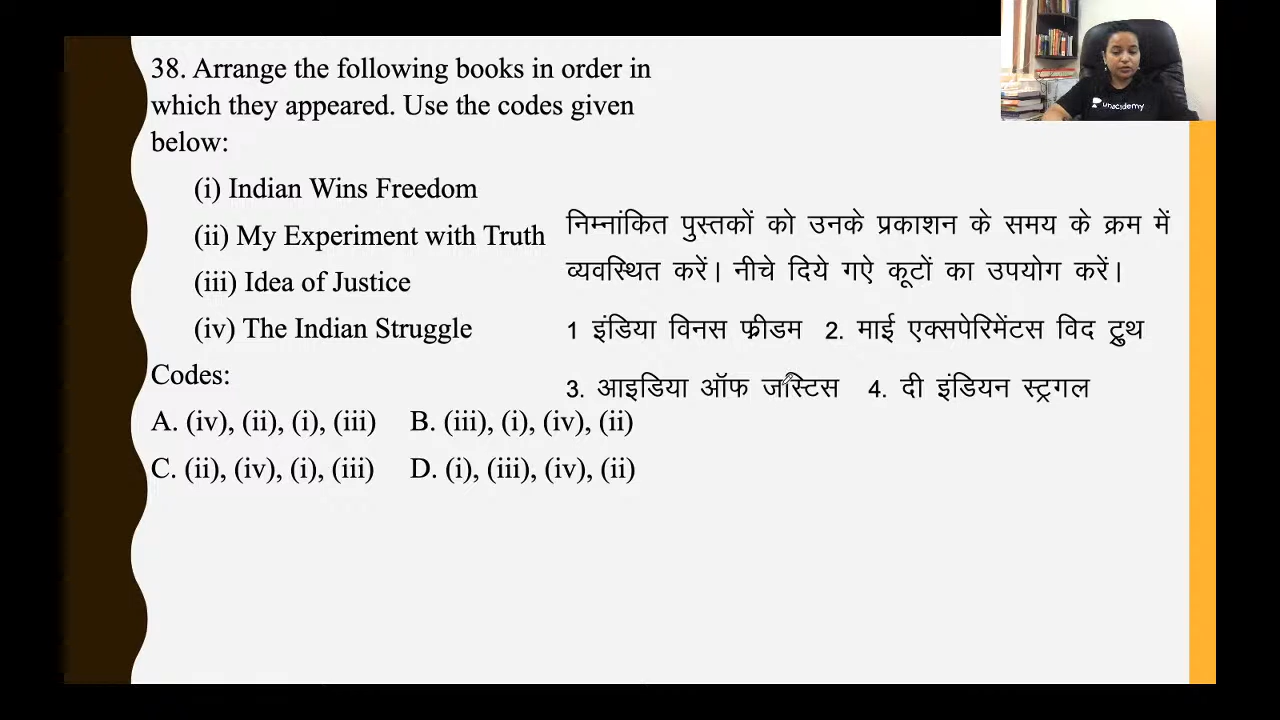 38. Arrange the following books in order in
which they appeared. Use the codes given
below:
(i) Indian Wins Freedom
(ii) My Experiment with Truth
(iii) Idea of Justice
(iv) The Indian Struggle
Codes:
A. (iv), (ii), (i), (iii) B. (iii), (i), (iv), (ii)
C. (ii), (iv), (i), (iii) D. (i), (iii), (iv), (ii)
निम्नांकित पुस्तकों को उनके प्रकाशन के समय के क्रम में
व्यवस्थित करें। नीचे दिये गऐ कूटों का उपयोग करें।
1 इंडिया विनस फ्रीडम 2. माई एक्सपेरिमेंटस विद ट्रुथ
3. आइडिया ऑफ जस्टिस 4. दी इंडियन स्ट्रगल
unacademy